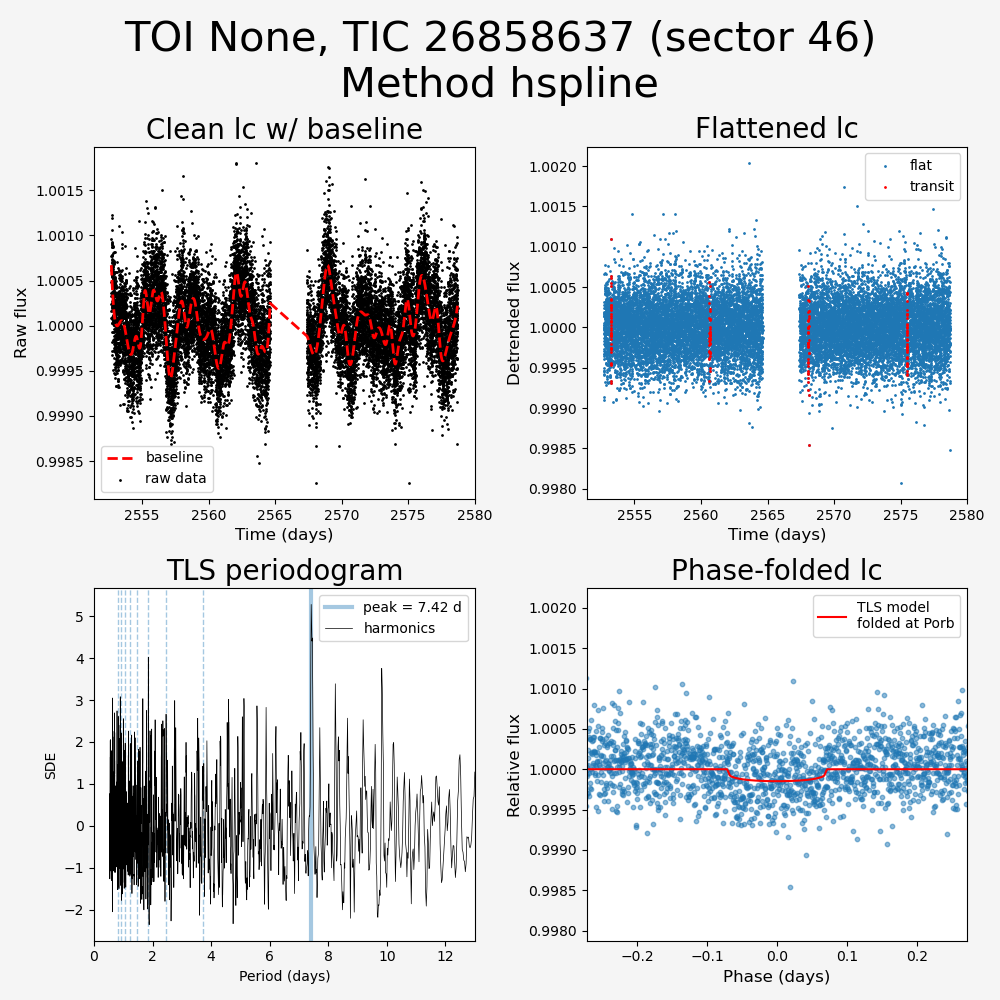 TOI None, TIC 26858637 (sector 46)
Method hspline
Clean lc w/ baseline
Raw flux
1.0015
1.0010
1.0005
1.0000
0.9995
0.9990
0.9985
baseline
raw data
2555 2560 2565 2570 2575 2580
Time (days)
Flattened lc
Detrended flux
1.0020
1.0015
1.0010
1.0005
1.0000
0.9995
0.9990
0.9985
0.9980
flat
transit
2555 2560 2565 2570 2575 2580
Time (days)
TLS periodogram
SDE
5
4
3
2
1
0
−1
−2
peak = 7.42 d
harmonics
0 2 4 6 8 10 12
Period (days)
Phase-folded lc
Relative flux
1.0020
1.0015
1.0010
1.0005
1.0000
0.9995
0.9990
0.9985
0.9980
TLS model
folded at Porb
−0.2 −0.1 0.0 0.1 0.2
Phase (days)